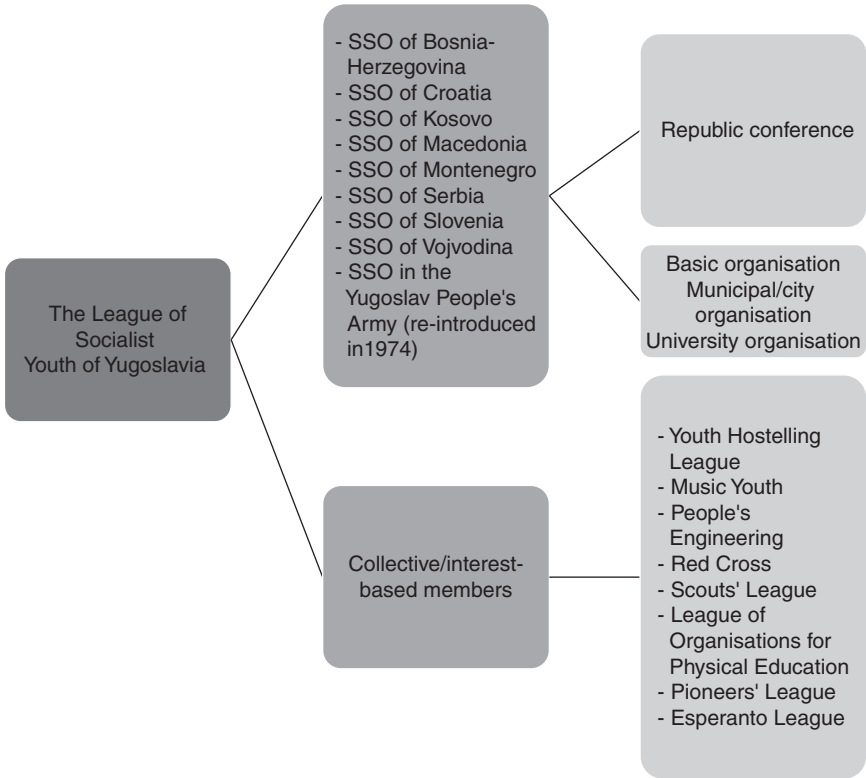 The League of
Socialist
Youth of Yugoslavia
- SSO of Bosnia-
Herzegovina
- SSO of Croatia
- SSO of Kosovo
- SSO of Macedonia
- SSO of Montenegro
- SSO of Serbia
- SSO of Slovenia
- SSO of Vojvodina
- SSO in the
Yugoslav People's
Army (re-introduced
in1974)
Republic conference
Basic organisation
Municipal/city
organisation
University organisation
Collective/interest-
based members
- Youth Hostelling
League
- Music Youth
- People's
Engineering
- Red Cross
- Scouts' League
- League of
Organisations for
Physical Education
- Pioneers' League
- Esperanto League